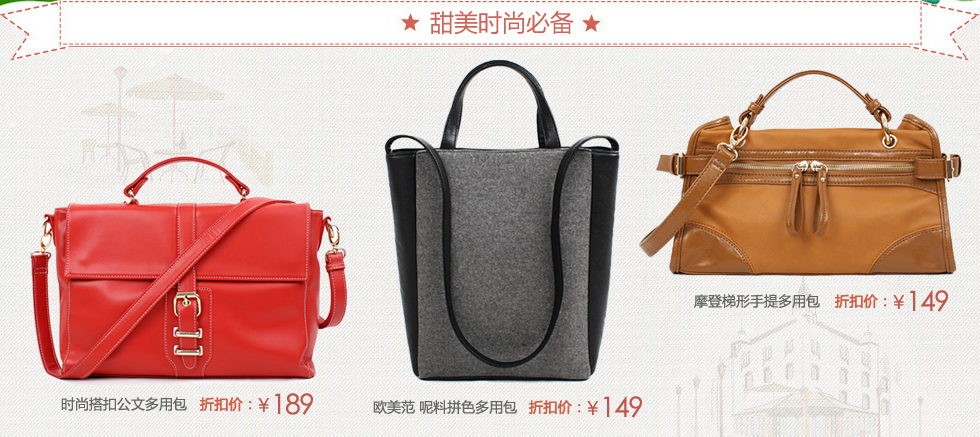 ★ 甜美时尚必备 ★
摩登梯形手提多用包 折扣价：￥149
时尚搭扣公文多用包 折扣价：￥189
欧美范 呢料拼色多用包 折扣价：￥149